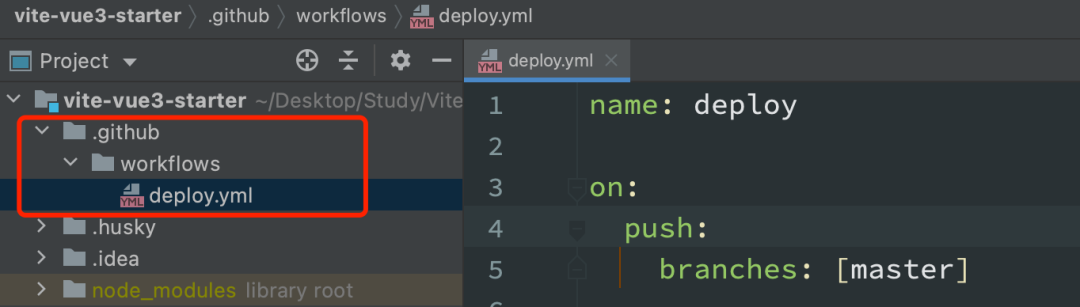 vite-vue3-starter > .github > workflows > YML deploy.yml
Project
YML deploy.yml ×
vite-vue3-starter ~/Desktop/Study/Vite
.github
workflows
YML deploy.yml
.husky
.idea
node_modules library root
1 name: deploy
2
3 on:
4 push:
5 branches: [master]